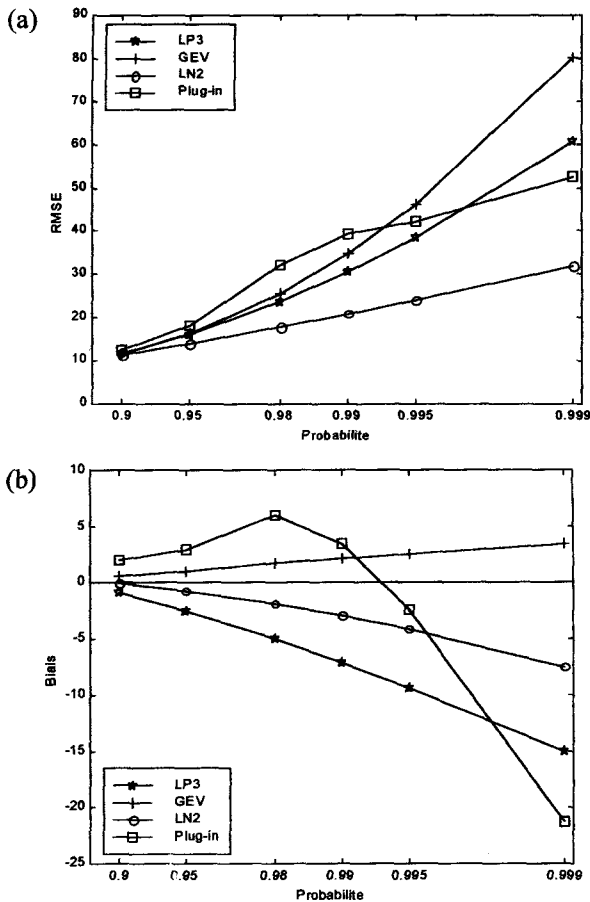 (a)
90
80
70
60
50
40
30
20
10
0
RMSE
LP3
GEV
LN2
Plug-in
0.9 0.95 0.98 0.99 0.995 0.999
Probabilite
(b)
10
5
0
-5
-10
-15
-20
-25
Biais
LP3
GEV
LN2
Plug-in
0.9 0.95 0.98 0.99 0.995 0.999
Probabilite